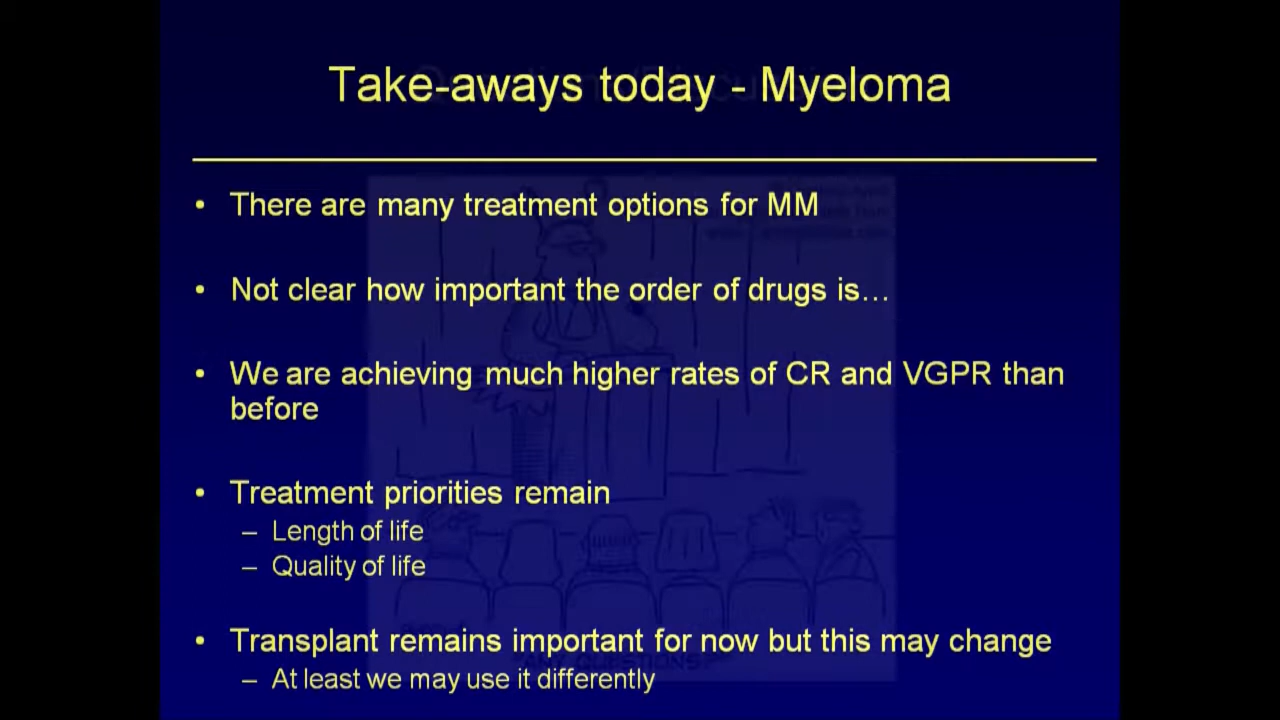 Take-aways today - Myeloma
• There are many treatment options for MM
• Not clear how important the order of drugs is…
• We are achieving much higher rates of CR and VGPR than
before
• Treatment priorities remain
– Length of life
– Quality of life
• Transplant remains important for now but this may change
"ANY QUESTIONS?"
– At least we may use it differently